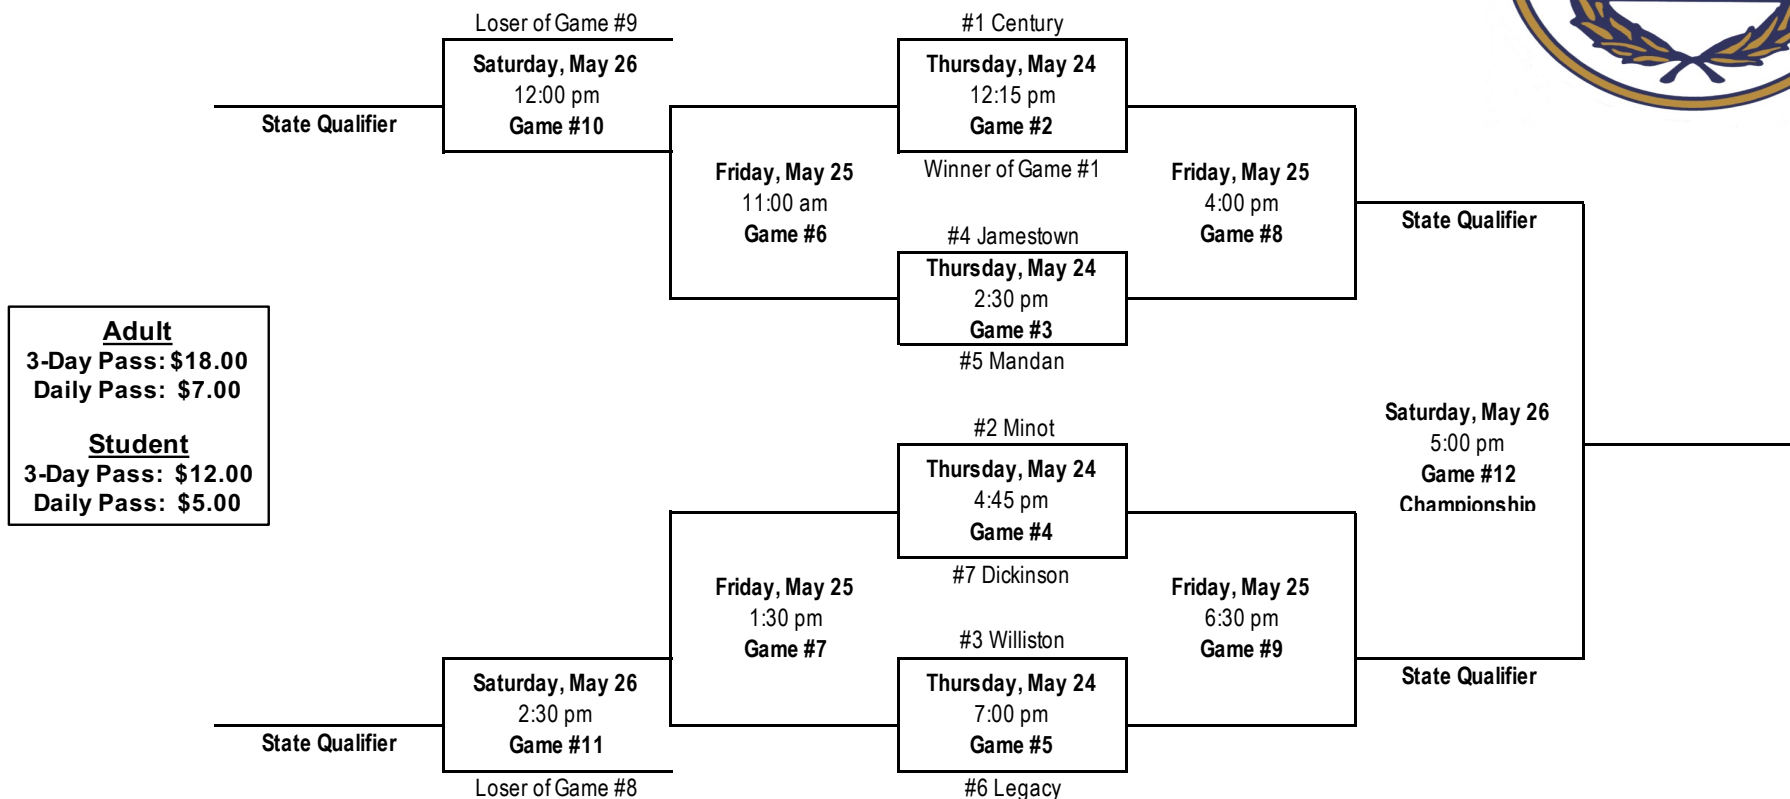 Loser of Game #9
Saturday, May 26
12:00 pm
Game #10
State Qualifier
#1 Century
Thursday, May 24
12:15 pm
Game #2
Winner of Game #1
Friday, May 25
11:00 am
Game #6
Friday, May 25
4:00 pm
Game #8
#4 Jamestown
Thursday, May 24
2:30 pm
Game #3
#5 Mandan
State Qualifier
Adult
3-Day Pass: $18.00
Daily Pass: $7.00
Student
3-Day Pass: $12.00
Daily Pass: $5.00
#2 Minot
Thursday, May 24
4:45 pm
Game #4
#7 Dickinson
Saturday, May 26
5:00 pm
Game #12
Championship
Friday, May 25
1:30 pm
Game #7
Friday, May 25
6:30 pm
Game #9
#3 Williston
Thursday, May 24
7:00 pm
Game #5
#6 Legacy
State Qualifier
Saturday, May 26
2:30 pm
Game #11
State Qualifier
Loser of Game #8